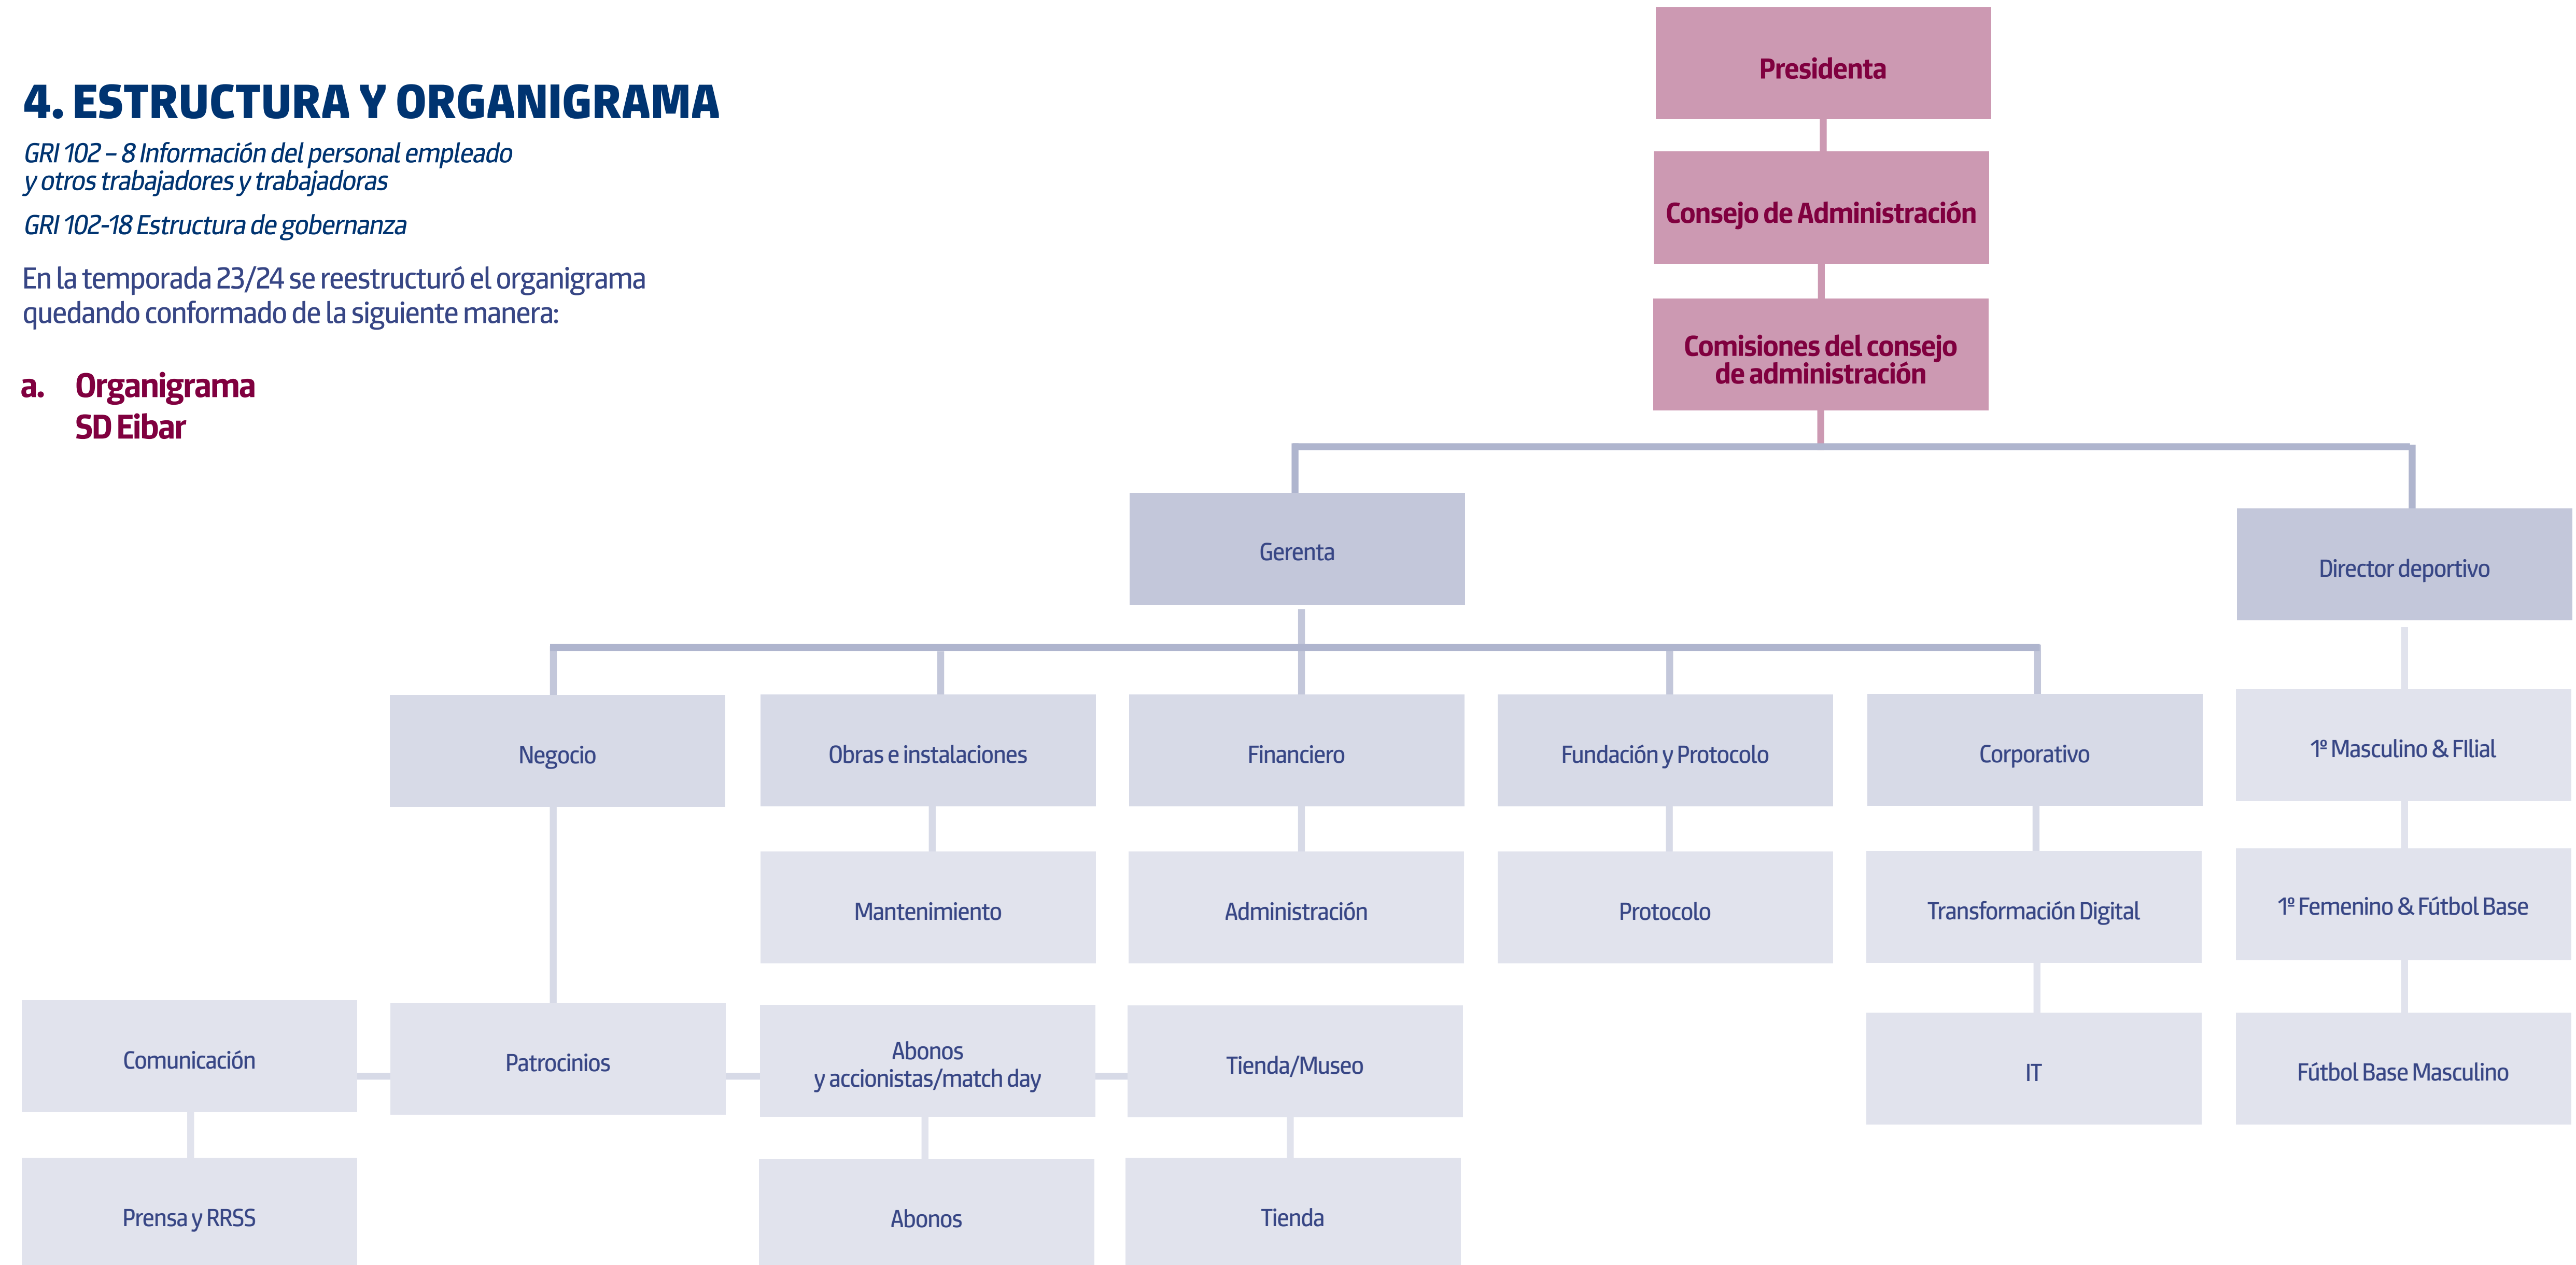 4. ESTRUCTURA Y ORGANIGRAMA
GRI 102 – 8 Información del personal empleado
y otros trabajadores y trabajadoras
GRI 102-18 Estructura de gobernanza
En la temporada 23/24 se reestructuró el organigrama
quedando conformado de la siguiente manera:
a. Organigrama
SD Eibar
Presidenta
Consejo de Administración
Comisiones del consejo
de administración
Gerenta
Director deportivo
Negocio
Obras e instalaciones
Financiero
Fundación y Protocolo
Corporativo
1º Masculino & FIlial
Mantenimiento
Administración
Protocolo
Transformación Digital
1º Femenino & Fútbol Base
Comunicación
Patrocinios
Abonos
y accionistas/match day
Tienda/Museo
IT
Fútbol Base Masculino
Prensa y RRSS
Abonos
Tienda